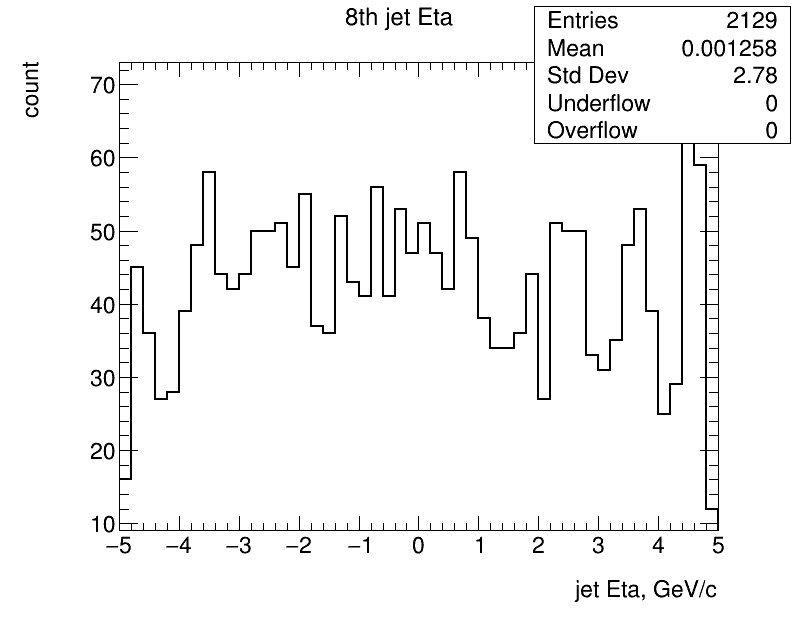 8th jet Eta
Entries 2129
Mean 0.001258
Std Dev 2.78
Underflow 0
Overflow 0
count
70
60
50
40
30
20
10
−5 −4 −3 −2 −1 0 1 2 3 4 5
jet Eta, GeV/c